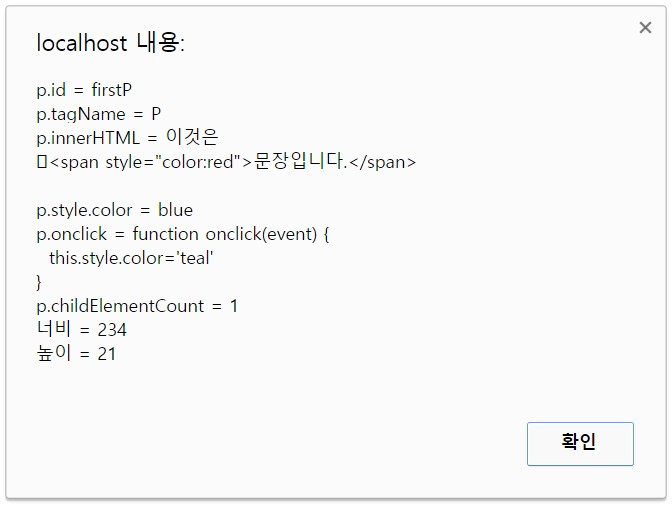 localhost 내용:
p.id = firstP
p.tagName = P
p.innerHTML = 이것은
<span style="color:red">문장입니다.</span>
p.style.color = blue
p.onclick = function onclick(event) {
this.style.color='teal'
}
p.childElementCount = 1
너비 = 234
높이 = 21
확인